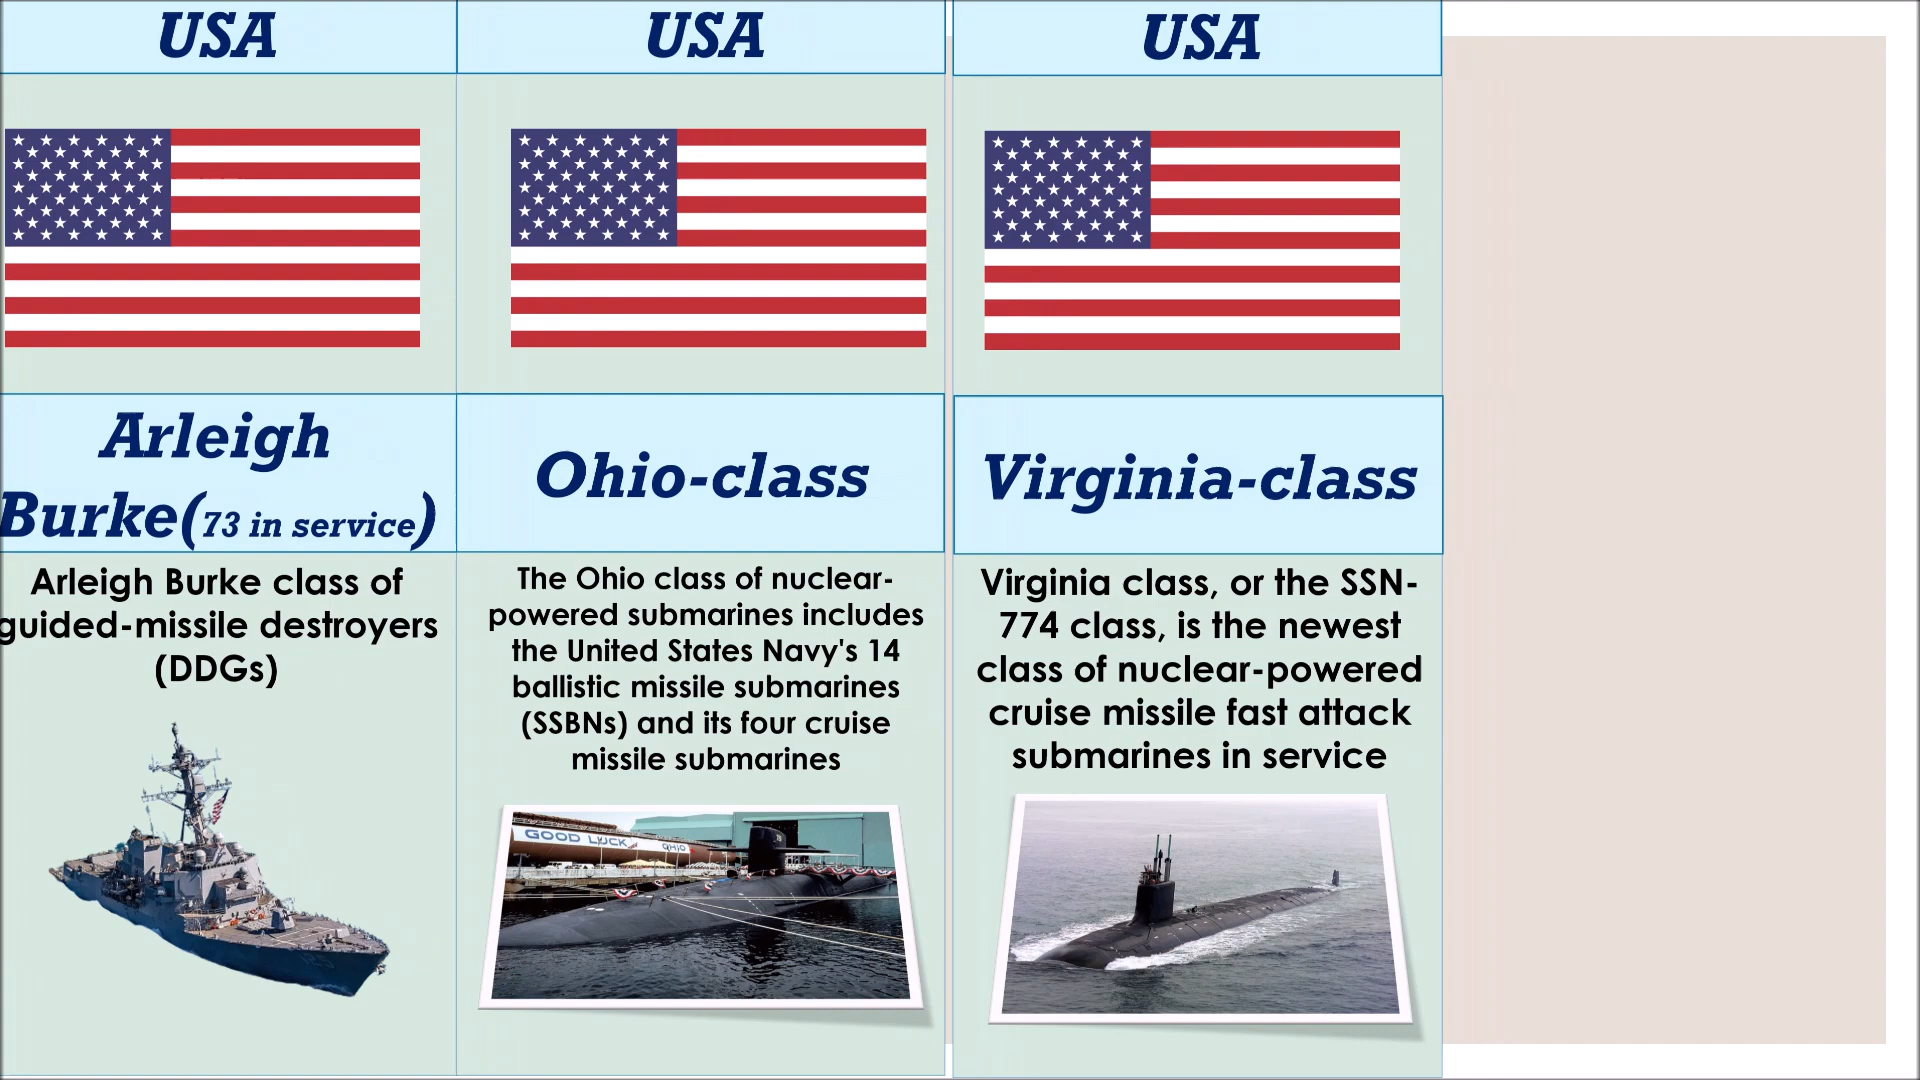 USA
Arleigh
Burke(73 in service)
Arleigh Burke class of
guided-missile destroyers
(DDGs)
USA
Ohio-class
The Ohio class of nuclear-
powered submarines includes
the United States Navy's 14
ballistic missile submarines
(SSBNs) and its four cruise
missile submarines
GOOD LUCK
OHIO
USA
Virginia-class
Virginia class, or the SSN-
774 class, is the newest
class of nuclear-powered
cruise missile fast attack
submarines in service